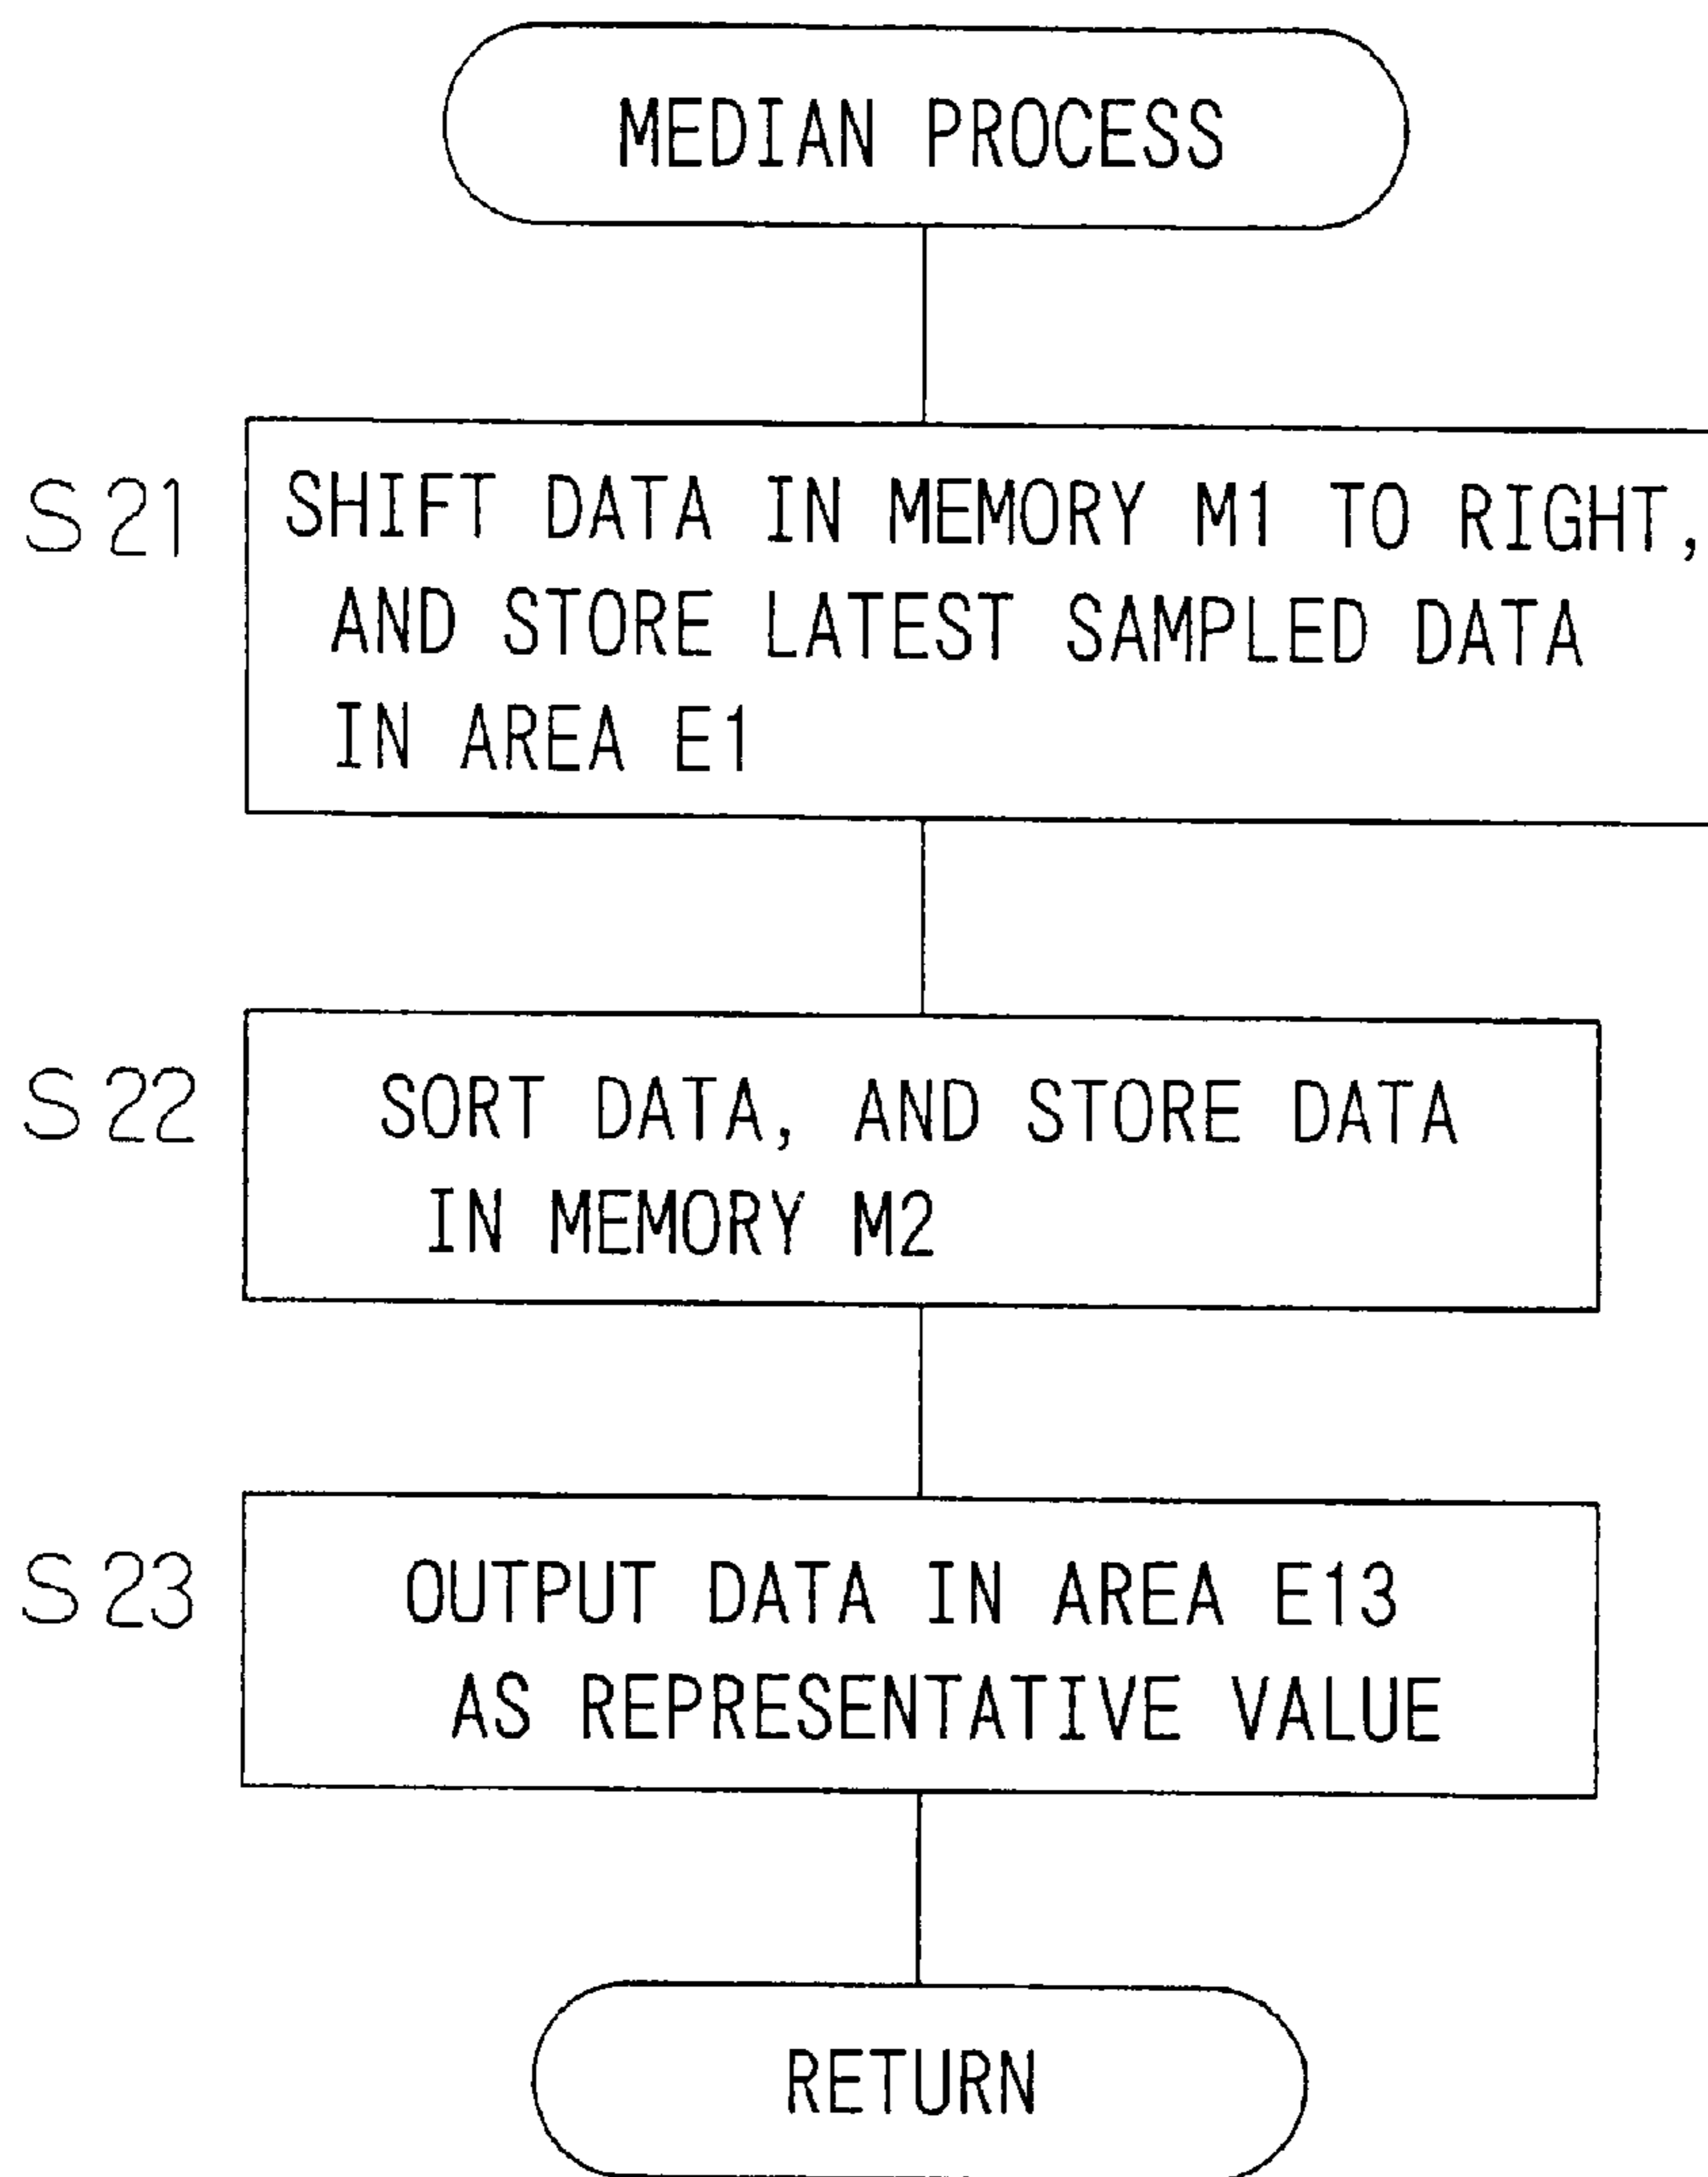 MEDIAN PROCESS
S21
SHIFT DATA IN MEMORY M1 TO RIGHT,
AND STORE LATEST SAMPLED DATA
IN AREA E1
S22
SORT DATA, AND STORE DATA
IN MEMORY M2
S23
OUTPUT DATA IN AREA E13
AS REPRESENTATIVE VALUE
RETURN